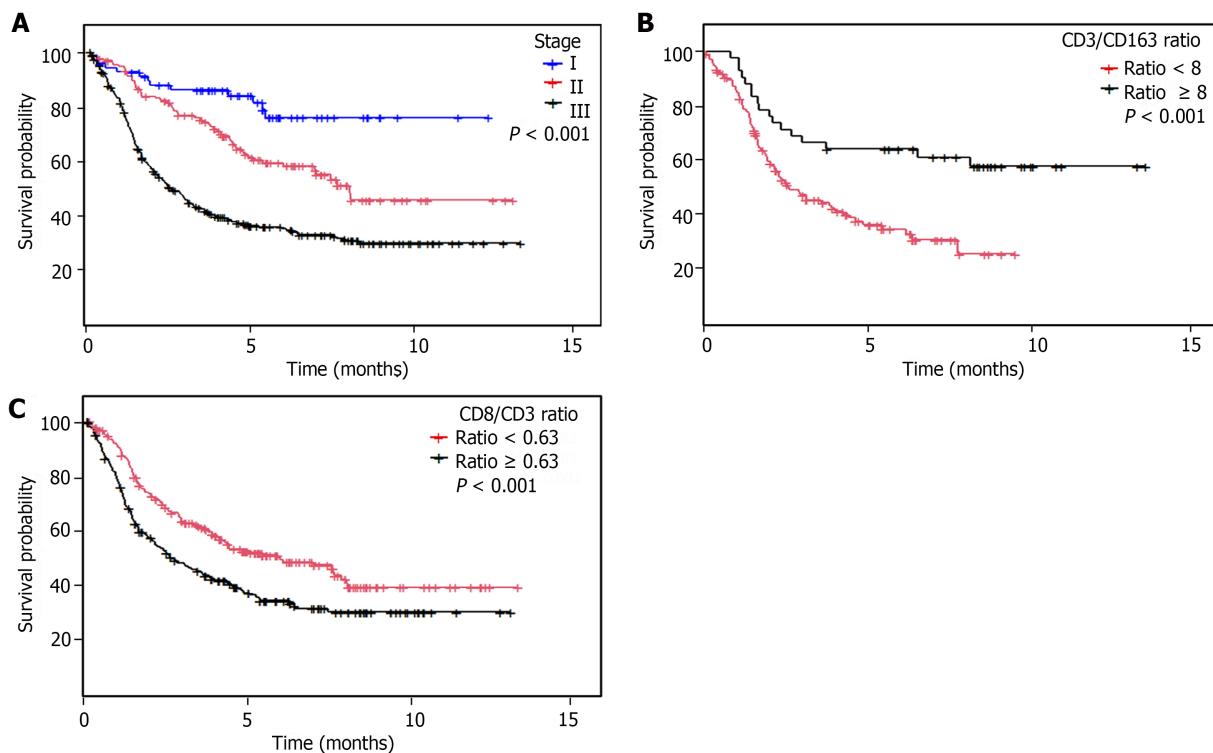 A
Stage
I
II
III
P < 0.001
100
80
60
40
20
Survival probability
0
5
10
15
Time (months)
B
CD3/CD163 ratio
Ratio < 8
Ratio ≥ 8
P < 0.001
100
80
60
40
20
Survival probability
0
5
10
15
Time (months)
C
CD8/CD3 ratio
Ratio < 0.63
Ratio ≥ 0.63
P < 0.001
100
80
60
40
20
Survival probability
0
5
10
15
Time (months)